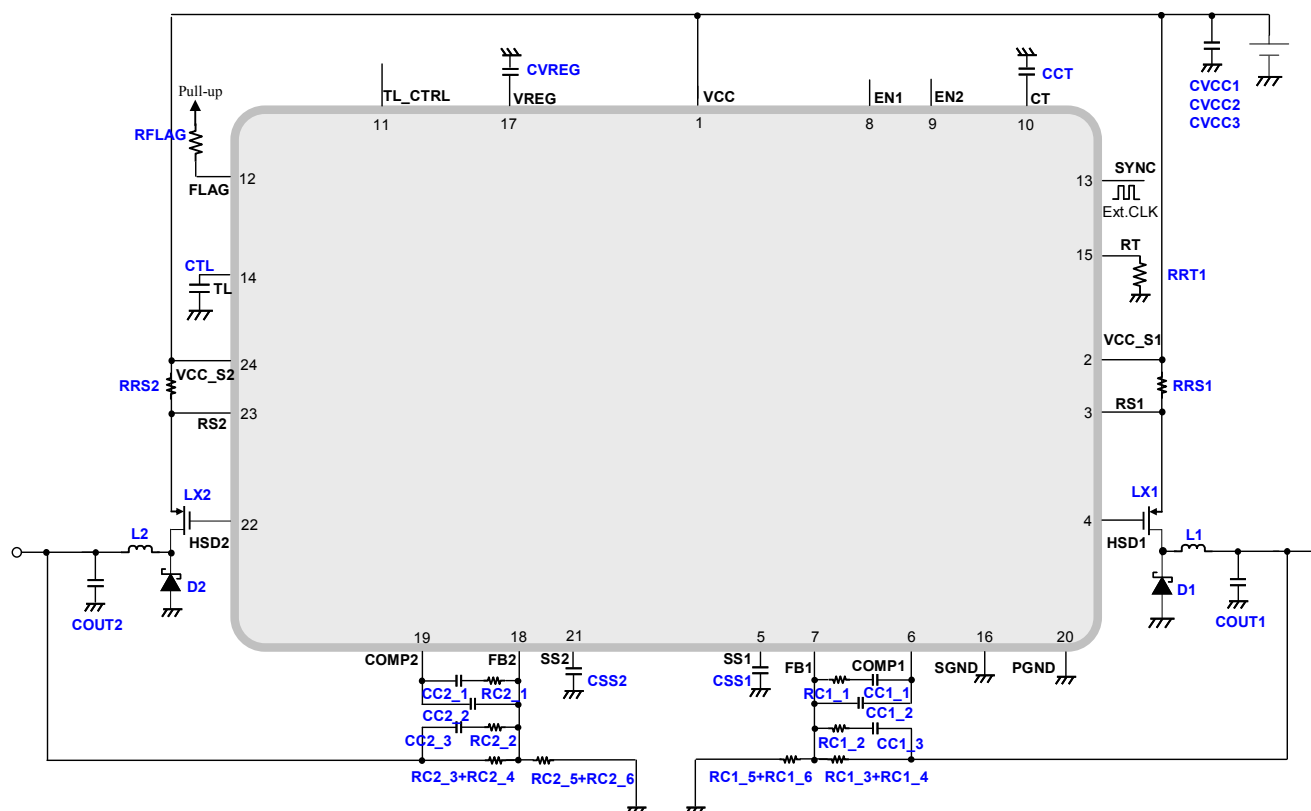 CVREG
CCT
TL_CTRL
VREG
VCC
EN1
EN2
CT
CVCC1
CVCC2
CVCC3
11
17
1
8
9
10
Pull-up
RFLAG
12
FLAG
13
SYNC
Ext.CLK
CTL
14
TL
15
RT
RRT1
24
VCC_S2
RRS2
23
RS2
VCC_S1
2
RRS1
3
RS1
LX2
22
HSD2
L2
D2
COUT2
LX1
4
HSD1
L1
D1
COUT1
19
18
21
5
7
6
16
20
COMP2
FB2
SS2
CSS2
SS1
CSS1
FB1
COMP1
SGND
PGND
CC2_1
RC2_1
CC2_2
CC2_3
RC2_2
RC2_3+RC2_4
RC2_5+RC2_6
RC1_1
CC1_1
CC1_2
RC1_2
CC1_3
RC1_5+RC1_6
RC1_3+RC1_4